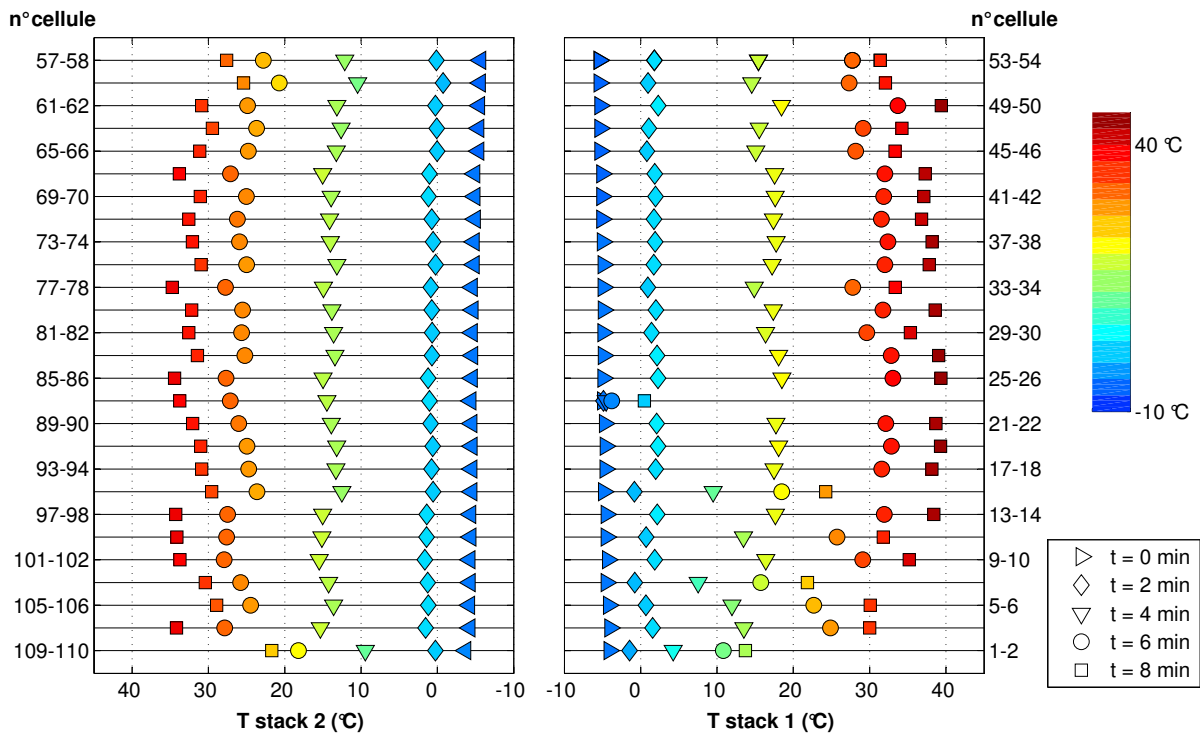 n°cellule
57-58
61-62
65-66
69-70
73-74
77-78
81-82
85-86
89-90
93-94
97-98
101-102
105-106
109-110
40 30 20 10 0 -10
T stack 2 (°C)
n°cellule
53-54
49-50
45-46
41-42
37-38
33-34
29-30
25-26
21-22
17-18
13-14
9-10
5-6
1-2
-10 0 10 20 30 40
T stack 1 (°C)
40 °C
-10 °C
t = 0 min
t = 2 min
t = 4 min
t = 6 min
t = 8 min